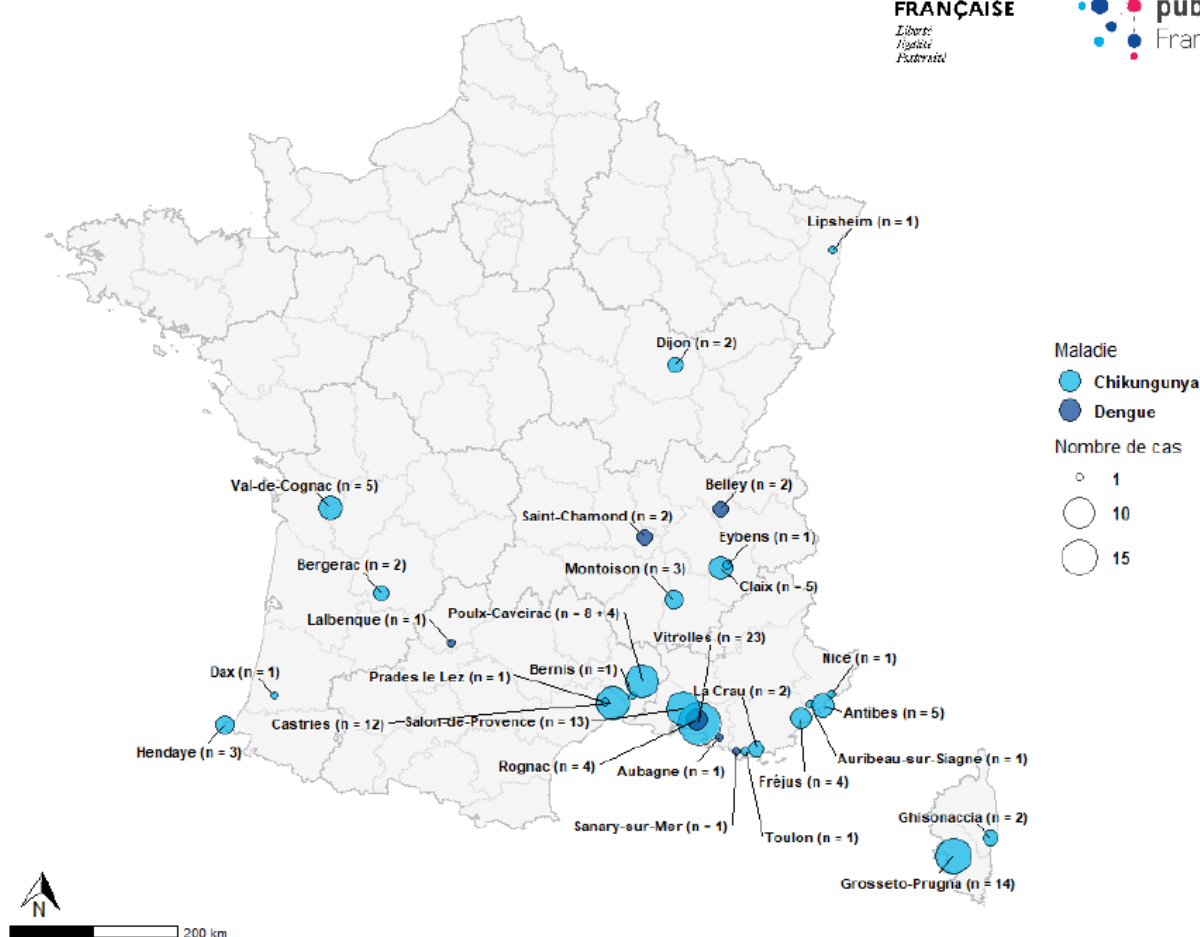 FRANÇAISE
Liberté
Égalité
Fraternité
pub
Fran
Lipsheim (n = 1)
Dijon (n = 2)
Maladie
Chikungunya
Dengue
Nombre de cas
1
10
15
Val-de-Cognac (n = 5)
Belley (n = 2)
Saint-Chamond (n = 2)
Eybens (n = 1)
Bergerac (n = 2)
Montoison (n = 3)
Claix (n = 5)
Lalbenque (n = 1)
Poulx-Caveirac (n = 8 + 4)
Vitrolles (n = 23)
Nice (n = 1)
Dax (n = 1)
Prades le Lez (n = 1)
Bernis (n =1)
La Crau (n = 2)
Antibes (n = 5)
Castries (n = 12)
Salon-de-Provence (n = 13)
Hendaye (n = 3)
Rognac (n = 4)
Aubagne (n = 1)
Auribeau-sur-Siagne (n = 1)
Fréjus (n = 4)
Sanary-sur-Mer (n = 1)
Toulon (n = 1)
Ghisonaccia (n = 2)
Grosseto-Prugna (n = 14)
N
200 km